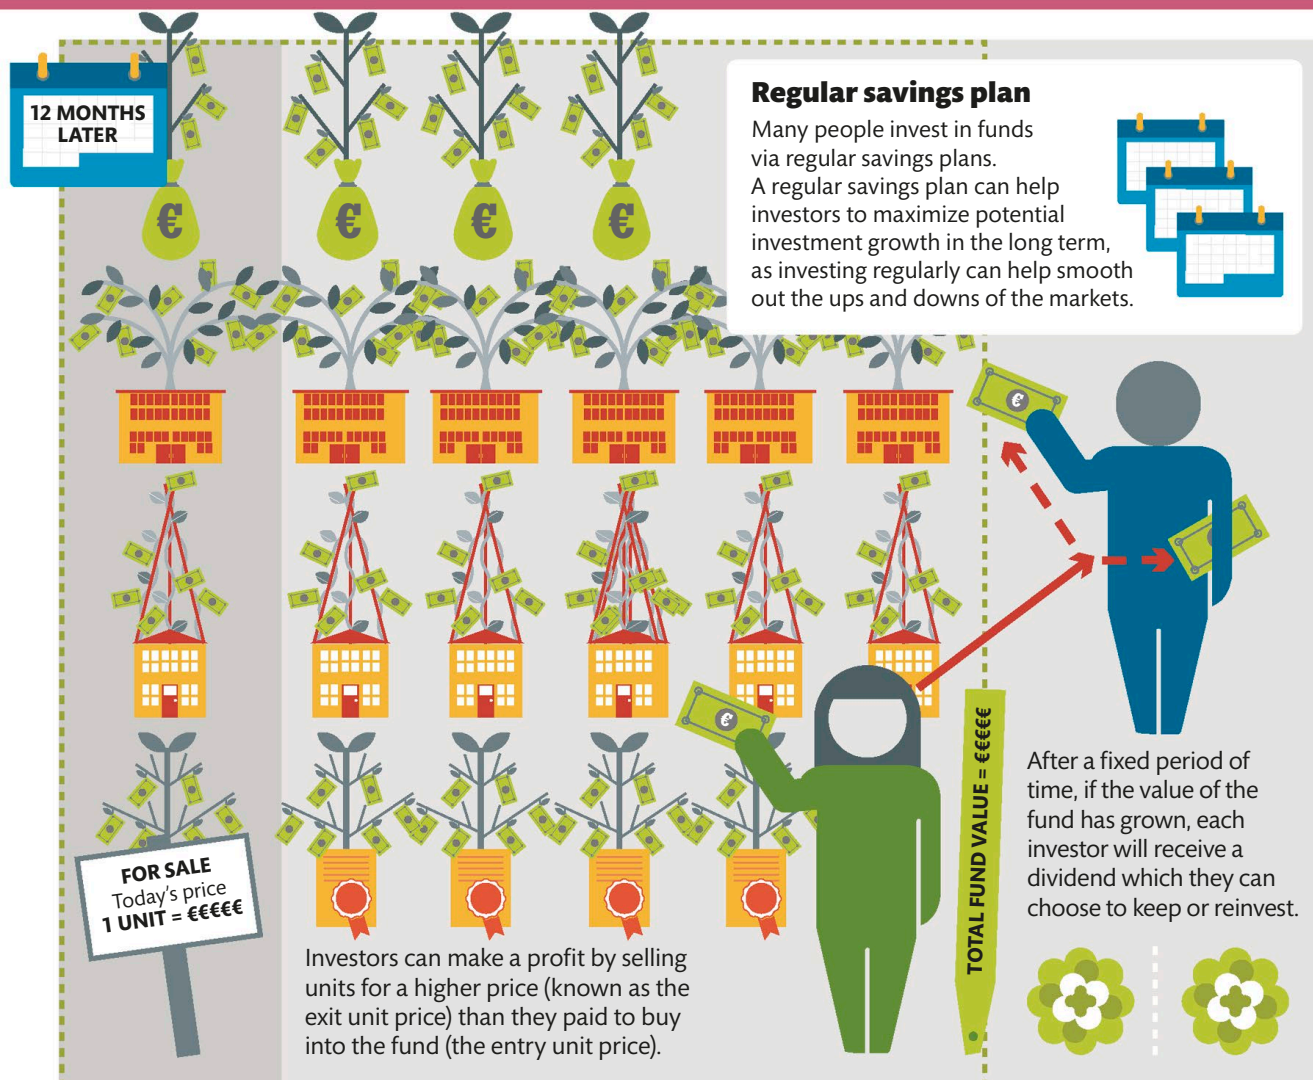 12 MONTHS
LATER
Regular savings plan
Many people invest in funds
via regular savings plans.
A regular savings plan can help
investors to maximize potential
investment growth in the long term,
as investing regularly can help smooth
out the ups and downs of the markets.
€
€
€
€
€
€
FOR SALE
Today's price
1 UNIT = €€€€€
TOTAL FUND VALUE = €€€€€
After a fixed period of
time, if the value of the
fund has grown, each
investor will receive a
dividend which they can
choose to keep or reinvest.
Investors can make a profit by selling
units for a higher price (known as the
exit unit price) than they paid to buy
into the fund (the entry unit price).